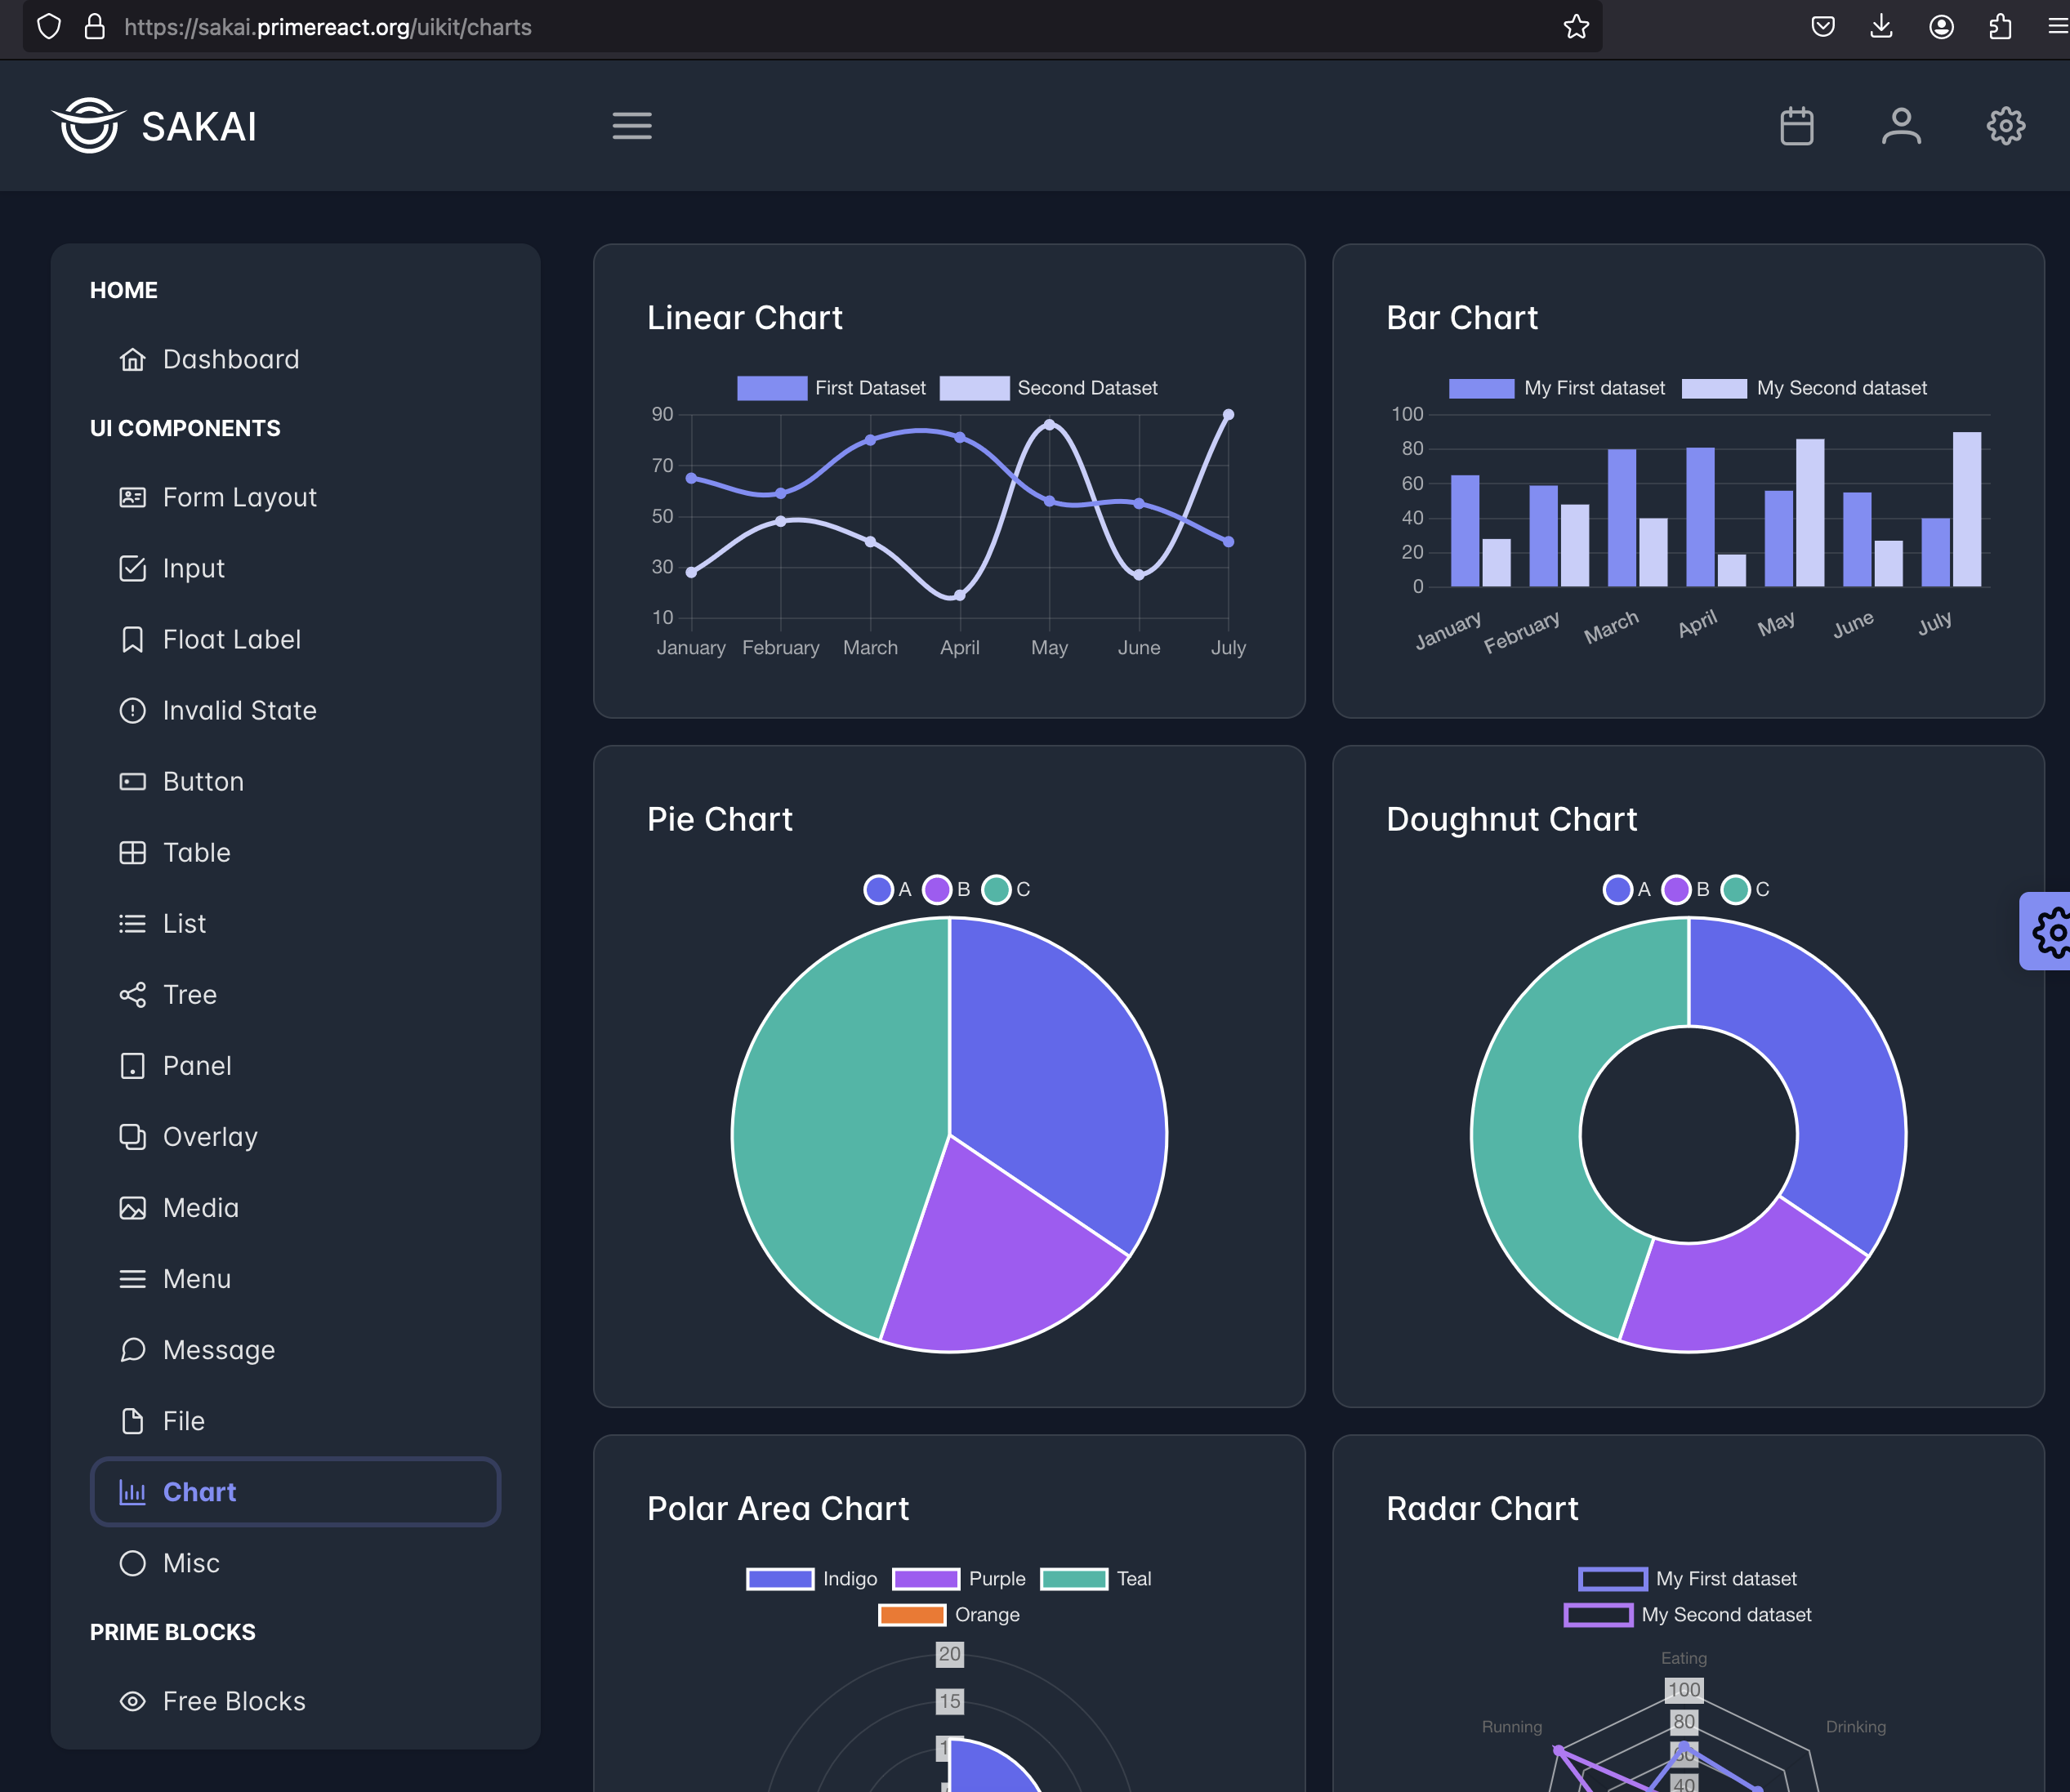 https://sakai.primereact.org/uikit/charts
SAKAI
HOME
Dashboard
UI COMPONENTS
Form Layout
Input
Float Label
Invalid State
Button
Table
List
Tree
Panel
Overlay
Media
Menu
Message
File
Chart
Misc
PRIME BLOCKS
Free Blocks
Linear Chart
First Dataset Second Dataset
90
70
50
30
10
January February March April May June July
Bar Chart
My First dataset My Second dataset
100
80
60
40
20
0
January February March April May June July
Pie Chart
A B C
Doughnut Chart
A B C
Polar Area Chart
Indigo Purple Teal
Orange
20
15
Radar Chart
My First dataset
My Second dataset
Eating
Running Drinking
100
80
60
40